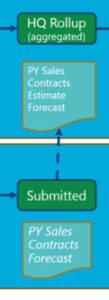 HQ Rollup
(aggregated)
PY Sales
Contracts
Estimate
Forecast
Submitted
PY Sales
Contracts
Forecast